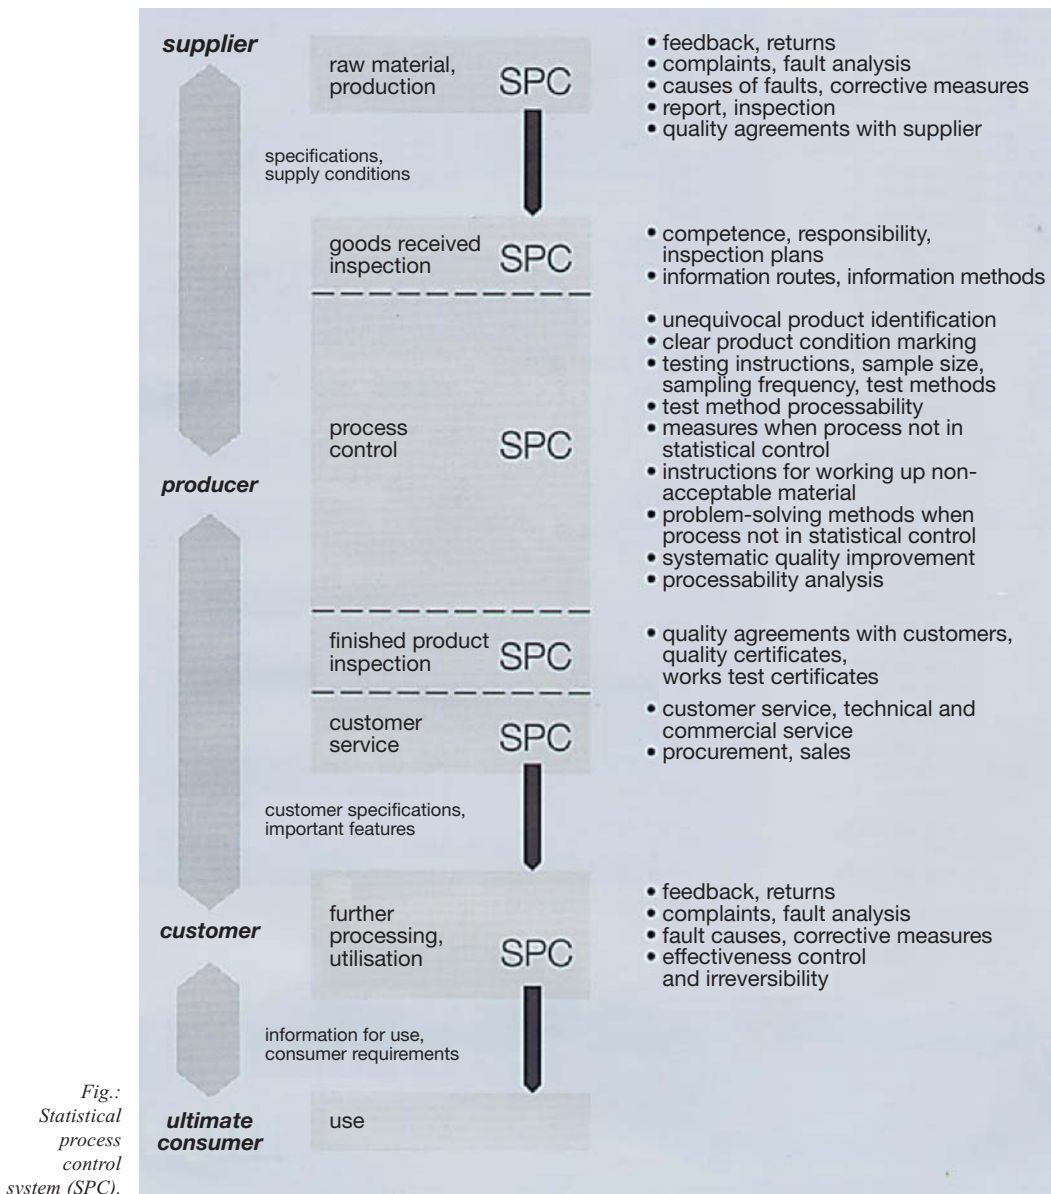 supplier
raw material,
production
SPC
• feedback, returns
• complaints, fault analysis
• causes of faults, corrective measures
• report, inspection
• quality agreements with supplier
specifications,
supply conditions
goods received
inspection
SPC
• competence, responsibility,
inspection plans
• information routes, information methods
process
control
SPC
• unequivocal product identification
• clear product condition marking
• testing instructions, sample size,
sampling frequency, test methods
• test method processability
• measures when process not in
statistical control
• instructions for working up non-
acceptable material
• problem-solving methods when
process not in statistical control
• systematic quality improvement
• processability analysis
producer
finished product
inspection
SPC
• quality agreements with customers,
quality certificates,
works test certificates
customer
service
SPC
• customer service, technical and
commercial service
• procurement, sales
customer specifications,
important features
customer
further
processing,
utilisation
SPC
• feedback, returns
• complaints, fault analysis
• fault causes, corrective measures
• effectiveness control
and irreversibility
information for use,
consumer requirements
ultimate
consumer
use
Fig.:
Statistical
process
control
system (SPC).